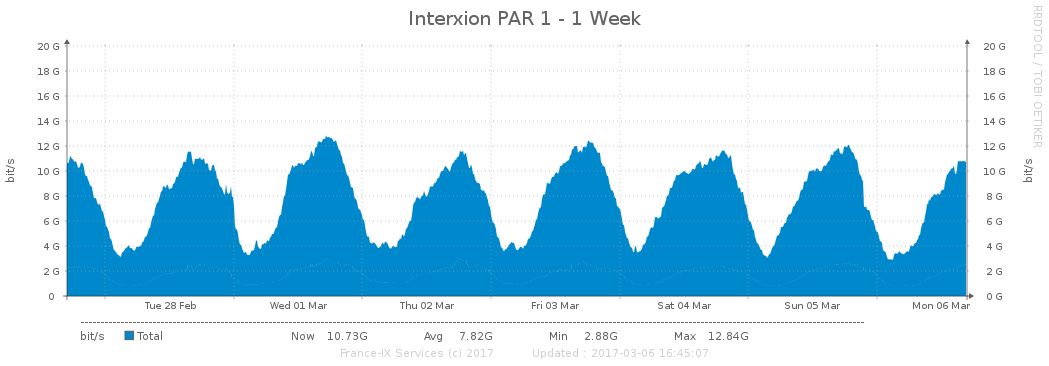 Interxion PAR 1 - 1 Week
RRDTOOL / TOBI OETIKER
bit/s
20 G
18 G
16 G
14 G
12 G
10 G
8 G
6 G
4 G
2 G
0
20 G
18 G
16 G
14 G
12 G
10 G
8 G
6 G
4 G
2 G
0 G
bit/s
Tue 28 Feb Wed 01 Mar Thu 02 Mar Fri 03 Mar Sat 04 Mar Sun 05 Mar Mon 06 Mar
bit/s Total Now 10.73G Avg 7.82G Min 2.88G Max 12.84G
France-IX Services (c) 2017 Updated : 2017-03-06 16:45:07